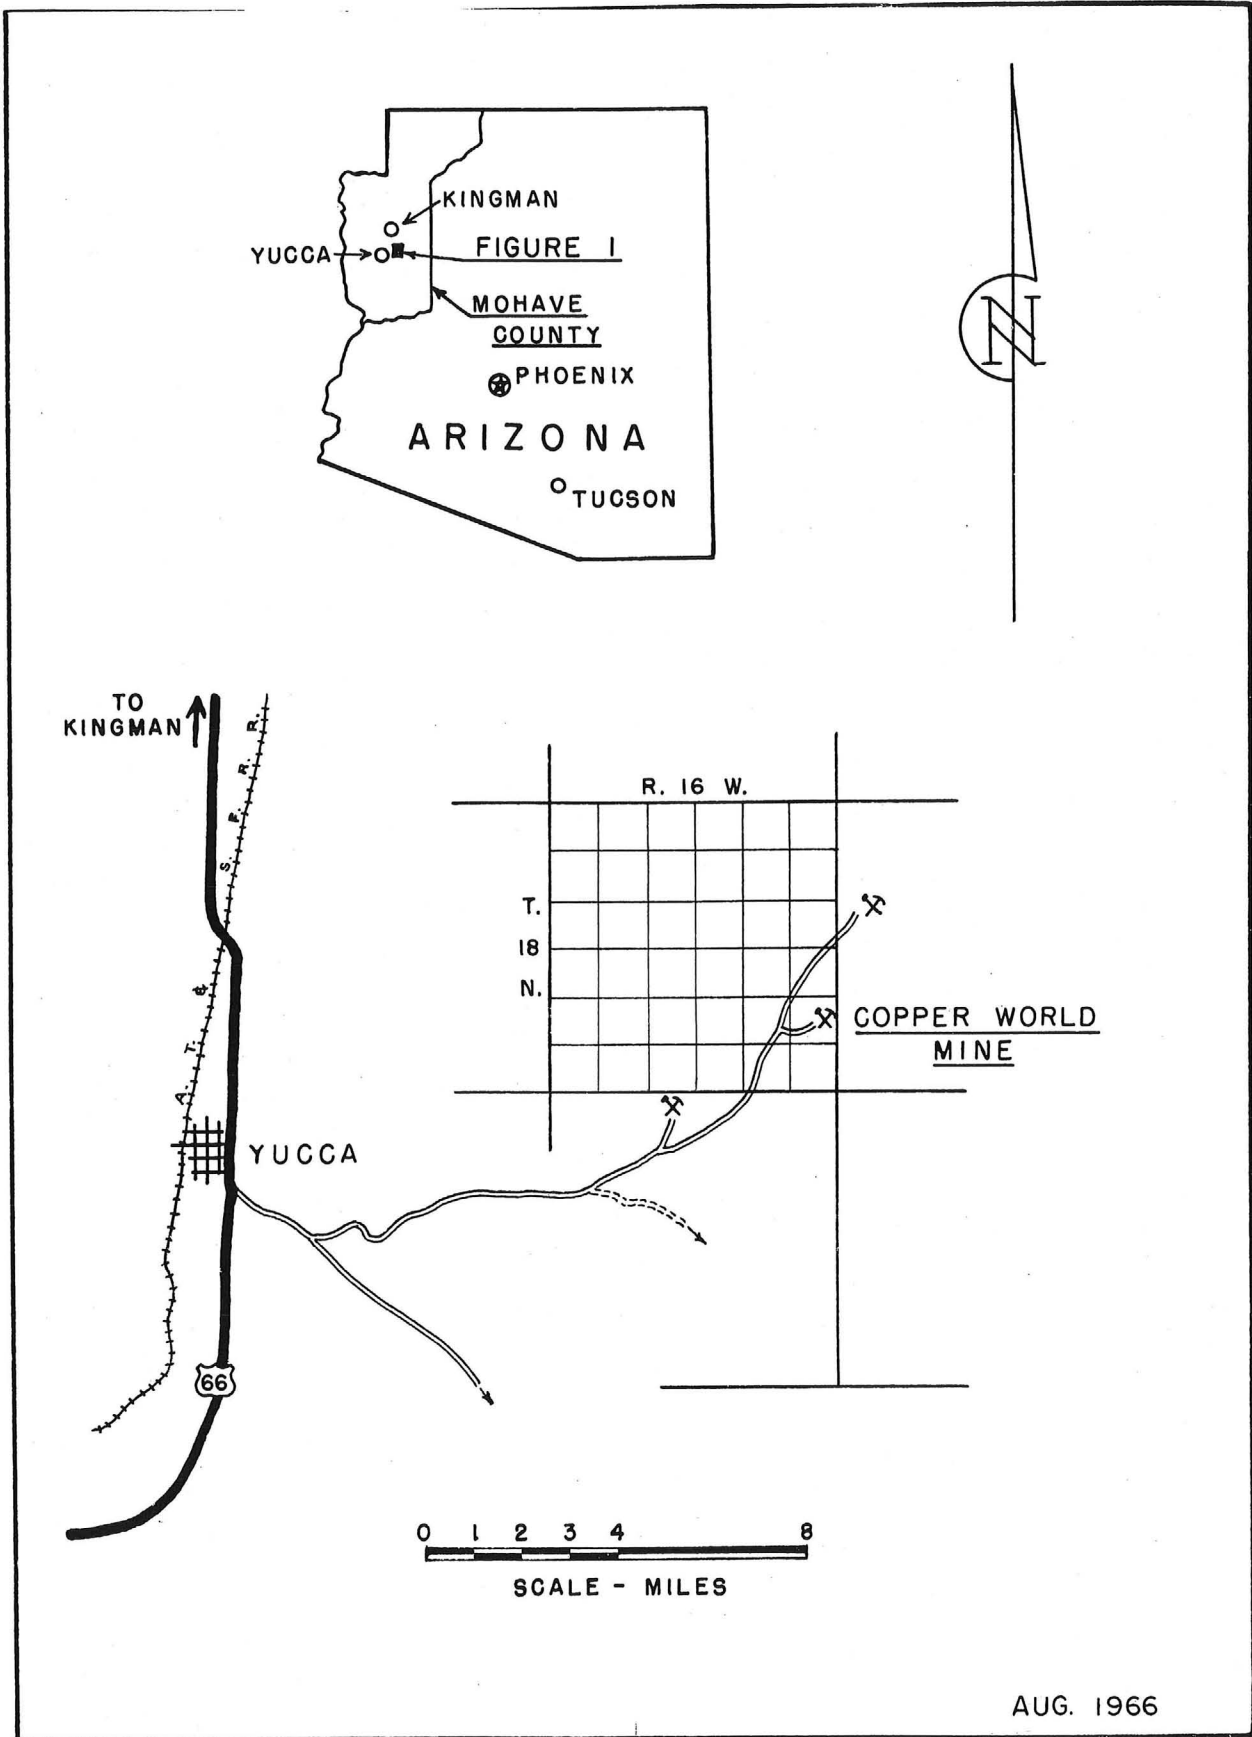 KINGMAN
YUCCA
FIGURE 1
MOHAVE
COUNTY
PHOENIX
ARIZONA
TUCSON
N
TO
KINGMAN
A. T. & S. F. R. R.
R. 16 W.
T.
18
N.
COPPER WORLD
MINE
YUCCA
66
0 1 2 3 4 8
SCALE - MILES
AUG. 1966